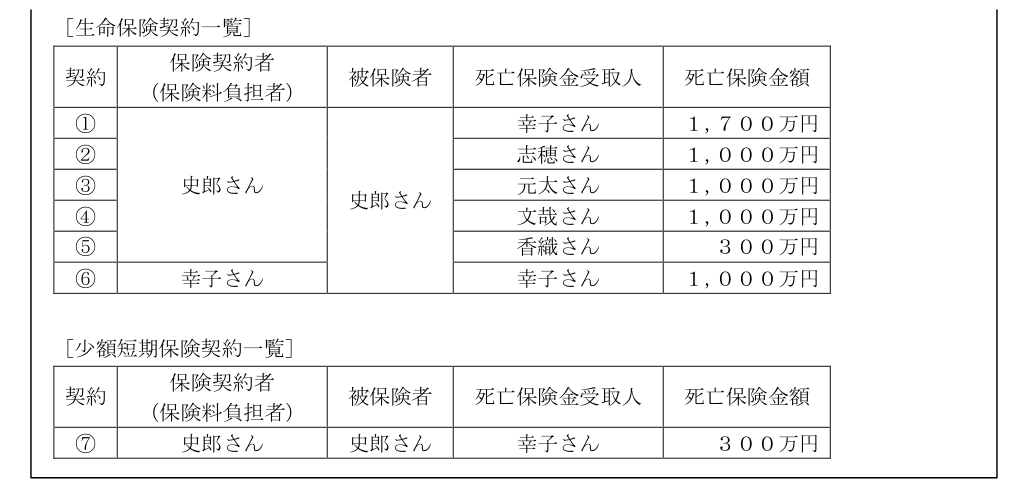 ［生命保険契約一覧］
契約 保険契約者（保険料負担者） 被保険者 死亡保険金受取人 死亡保険金額
① 史郎さん 史郎さん 幸子さん １，７００万円
② 志穂さん １，０００万円
③ 元太さん １，０００万円
④ 文哉さん １，０００万円
⑤ 香織さん ３００万円
⑥ 幸子さん 幸子さん １，０００万円
［少額短期保険契約一覧］
契約 保険契約者（保険料負担者） 被保険者 死亡保険金受取人 死亡保険金額
⑦ 史郎さん 史郎さん 幸子さん ３００万円